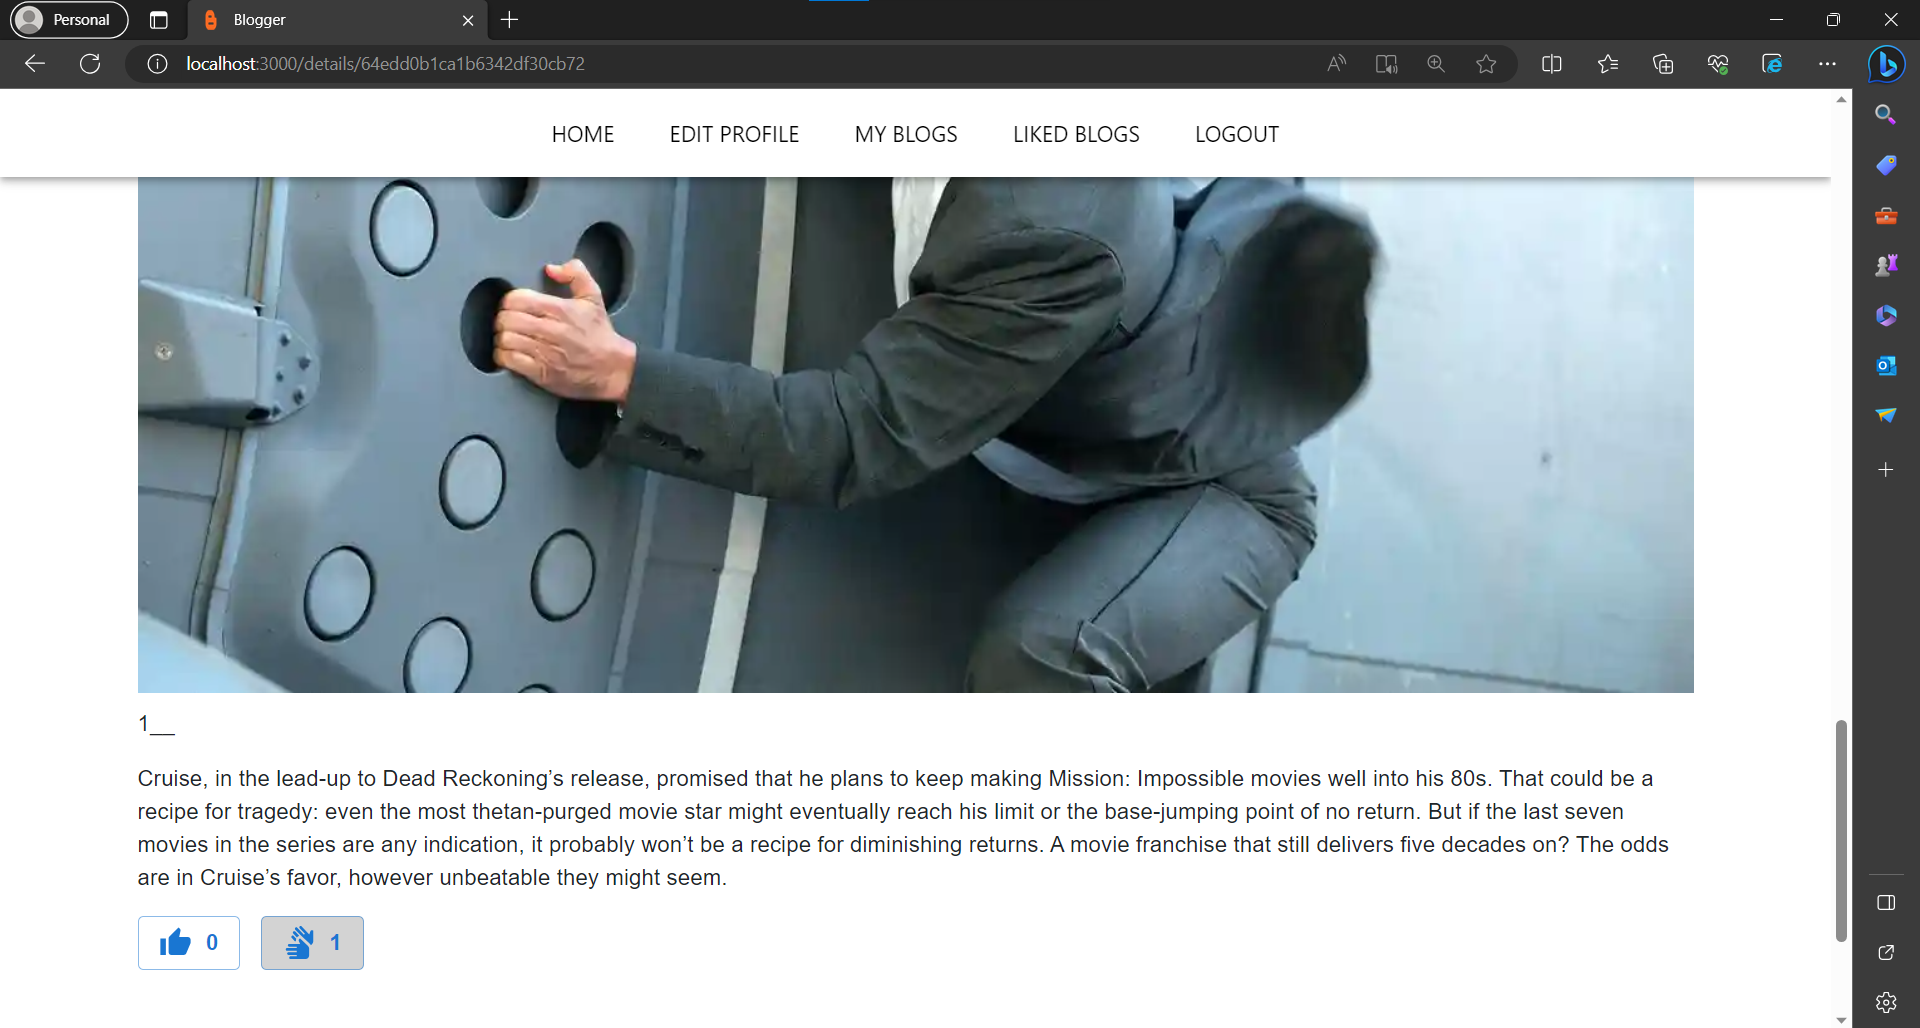 Personal
Blogger
localhost:3000/details/64edd0b1ca1b6342df30cb72
HOME EDIT PROFILE MY BLOGS LIKED BLOGS LOGOUT
1__
Cruise, in the lead-up to Dead Reckoning’s release, promised that he plans to keep making Mission: Impossible movies well into his 80s. That could be a
recipe for tragedy: even the most thetan-purged movie star might eventually reach his limit or the base-jumping point of no return. But if the last seven
movies in the series are any indication, it probably won’t be a recipe for diminishing returns. A movie franchise that still delivers five decades on? The odds
are in Cruise’s favor, however unbeatable they might seem.
0 1